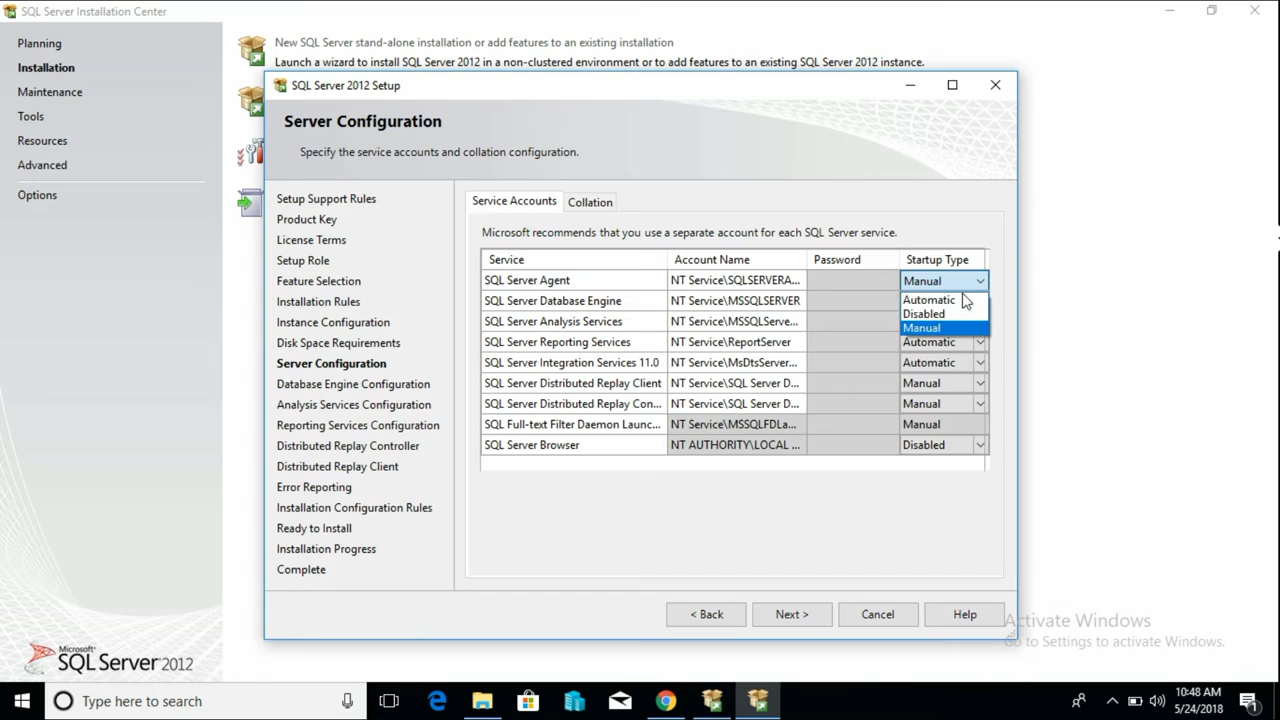 SQL Server Installation Center
Planning
Installation
Maintenance
Tools
Resources
Advanced
Options
New SQL Server stand-alone installation or add features to an existing installation
Launch a wizard to install SQL Server 2012 in a non-clustered environment or to add features to an existing SQL Server 2012 instance.
SQL Server 2012 Setup
Server Configuration
Specify the service accounts and collation configuration.
Setup Support Rules
Product Key
License Terms
Setup Role
Feature Selection
Installation Rules
Instance Configuration
Disk Space Requirements
Server Configuration
Database Engine Configuration
Analysis Services Configuration
Reporting Services Configuration
Distributed Replay Controller
Distributed Replay Client
Error Reporting
Installation Configuration Rules
Ready to Install
Installation Progress
Complete
Service Accounts Collation
Microsoft recommends that you use a separate account for each SQL Server service.
Service Account Name Password Startup Type
SQL Server Agent NT Service\SQLSERVERA... Manual
Automatic
Disabled
Manual
SQL Server Database Engine NT Service\MSSQLSERVER
SQL Server Analysis Services NT Service\MSSQLServe...
SQL Server Reporting Services NT Service\ReportServer Automatic
SQL Server Integration Services 11.0 NT Service\MsDtsServer... Automatic
SQL Server Distributed Replay Client NT Service\SQL Server D... Manual
SQL Server Distributed Replay Con... NT Service\SQL Server D... Manual
SQL Full-text Filter Daemon Launc... NT Service\MSSQLFDLa... Manual
SQL Server Browser NT AUTHORITY\LOCAL ... Disabled
< Back Next > Cancel Help
Activate Windows
Go to Settings to activate Windows.
Microsoft
SQL Server 2012
Type here to search
10:48 AM
5/24/2018
1